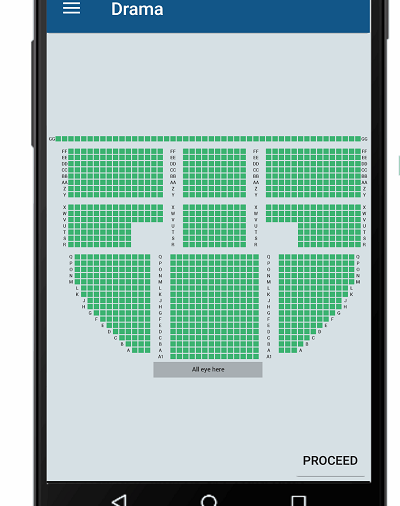 Drama
GG GG
FF FF FF FF
EE EE EE EE
DD DD DD DD
CC CC CC CC
BB BB BB BB
AA AA AA AA
Z Z Z Z
Y Y Y Y
X X X X
W W W W
V V V V
U U U U
T T T T
S S S S
R R R R
Q Q Q Q
P P P P
O O O O
N N N N
M M M M
L L L L
K K K K
J J J J
H H H H
G G G G
F F F F
E E E E
D D D D
C C C C
B B B B
A A A A
A1 A1
All eye here
PROCEED